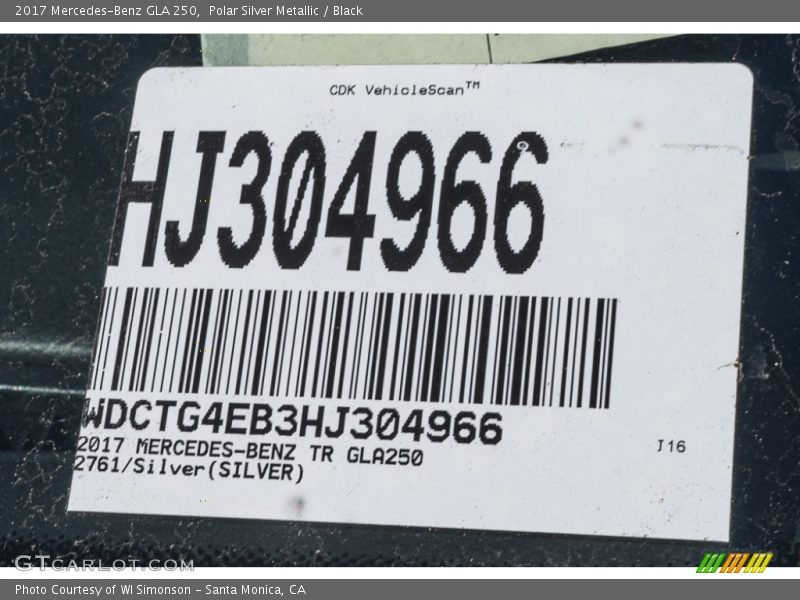 2017 Mercedes-Benz GLA 250, Polar Silver Metallic / Black
CDK VehicleScan™
HJ304966
WDCTG4EB3HJ304966
2017 MERCEDES-BENZ TR GLA250
2761/Silver(SILVER)
J16
GTcarlot.com
Photo Courtesy of WI Simonson - Santa Monica, CA